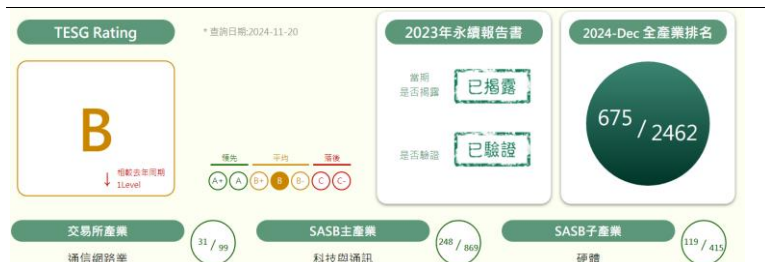 TESG Rating
* 查詢日期:2024-11-20
2023年永續報告書
2024-Dec 全產業排名
B
↓ 相較去年同期
1Level
領先 平均 落後
A+ A B+ B B- C C-
當期
是否揭露
已揭露
是否驗證
已驗證
675 / 2462
交易所產業
31 / 99
SASB主產業
248 / 869
SASB子產業
119 / 415
通信網路業
科技與通訊
硬體